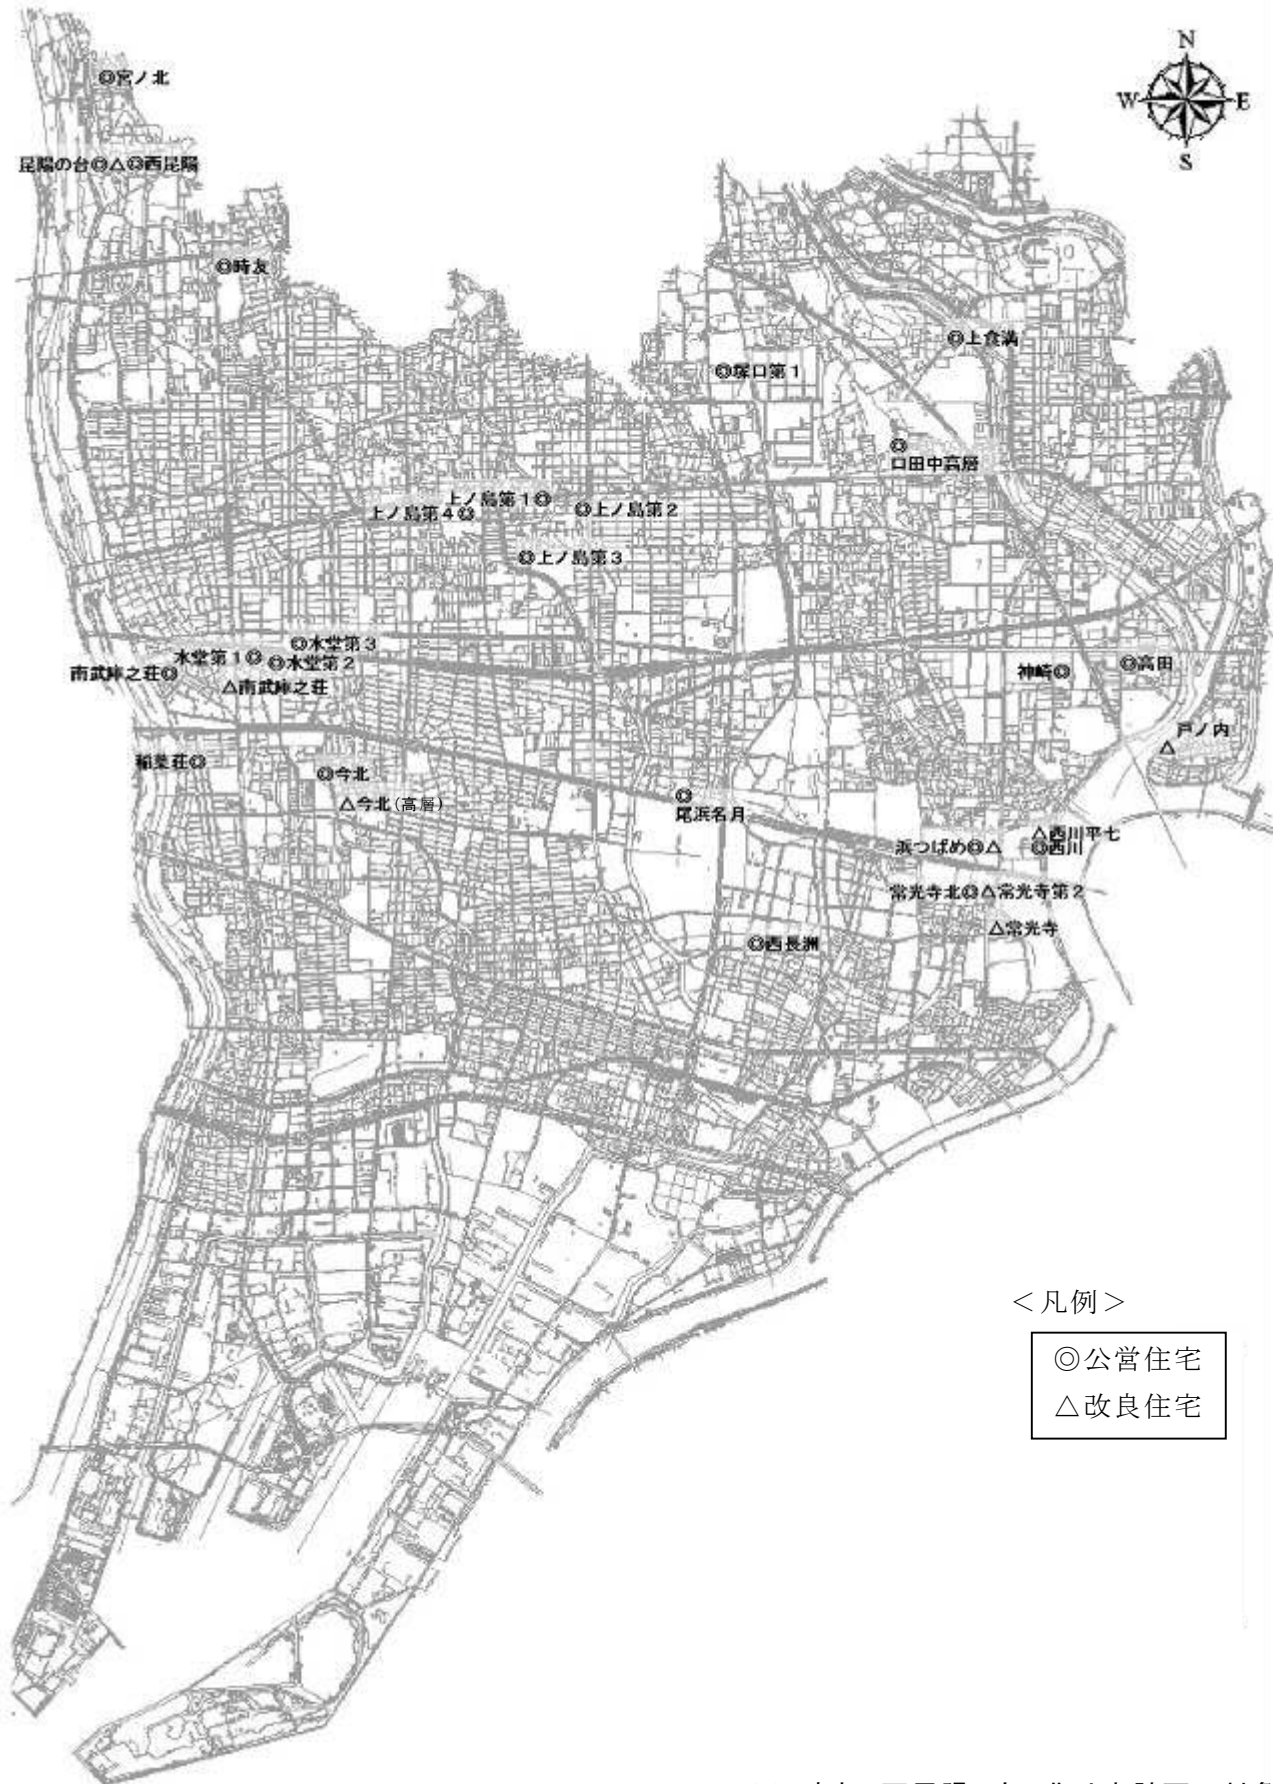 N
W E
S
◎宮ノ北
昆陽の台◎△◎西昆陽
◎時友
◎上食満
◎塚口第1
◎
口田中高層
上ノ島第1◎
上ノ島第4◎
◎上ノ島第2
◎上ノ島第3
◎水堂第3
水堂第1◎
◎水堂第2
南武庫之荘◎
△南武庫之荘
神崎◎
◎高田
戸ノ内
△
稲葉荘◎
◎今北
△今北(高層)
◎
尾浜名月
△西川平七
浜つばめ◎△
◎西川
常光寺北◎△常光寺第2
△常光寺
◎西長洲
＜凡例＞
◎公営住宅
△改良住宅